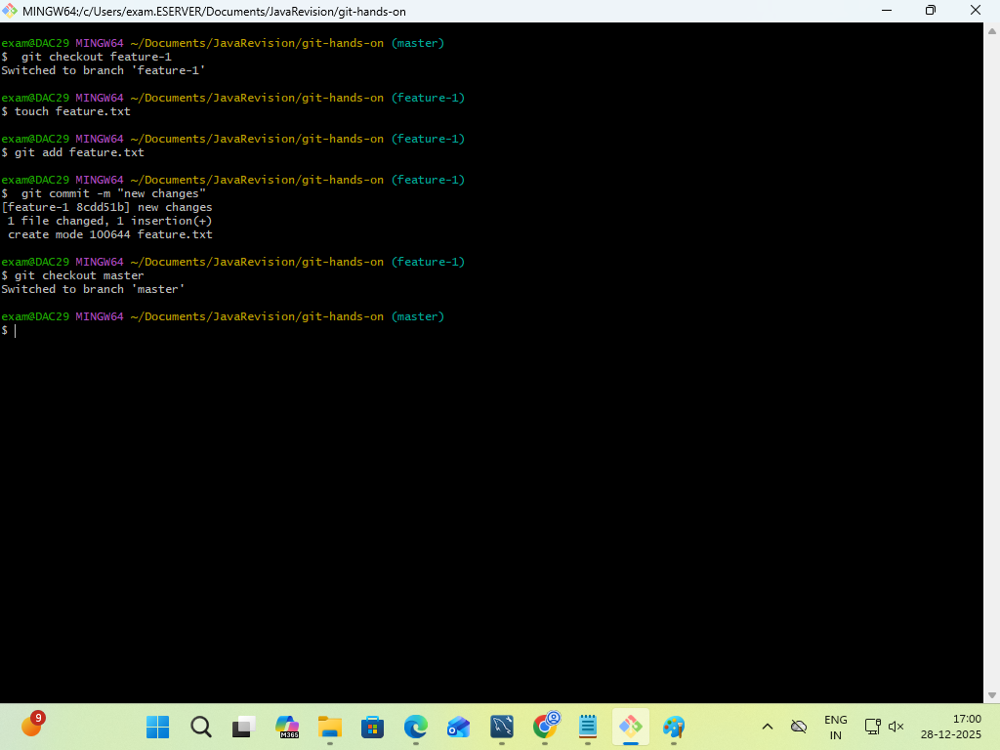 MINGW64:/c/Users/exam.ESERVER/Documents/JavaRevision/git-hands-on
exam@DAC29 MINGW64 ~/Documents/JavaRevision/git-hands-on (master)
$  git checkout feature-1
Switched to branch 'feature-1'
exam@DAC29 MINGW64 ~/Documents/JavaRevision/git-hands-on (feature-1)
$ touch feature.txt
exam@DAC29 MINGW64 ~/Documents/JavaRevision/git-hands-on (feature-1)
$ git add feature.txt
exam@DAC29 MINGW64 ~/Documents/JavaRevision/git-hands-on (feature-1)
$  git commit -m "new changes"
[feature-1 8cdd51b] new changes
 1 file changed, 1 insertion(+)
 create mode 100644 feature.txt
exam@DAC29 MINGW64 ~/Documents/JavaRevision/git-hands-on (feature-1)
$ git checkout master
Switched to branch 'master'
exam@DAC29 MINGW64 ~/Documents/JavaRevision/git-hands-on (master)
$
9
M365
ENG
IN
17:00
28-12-2025